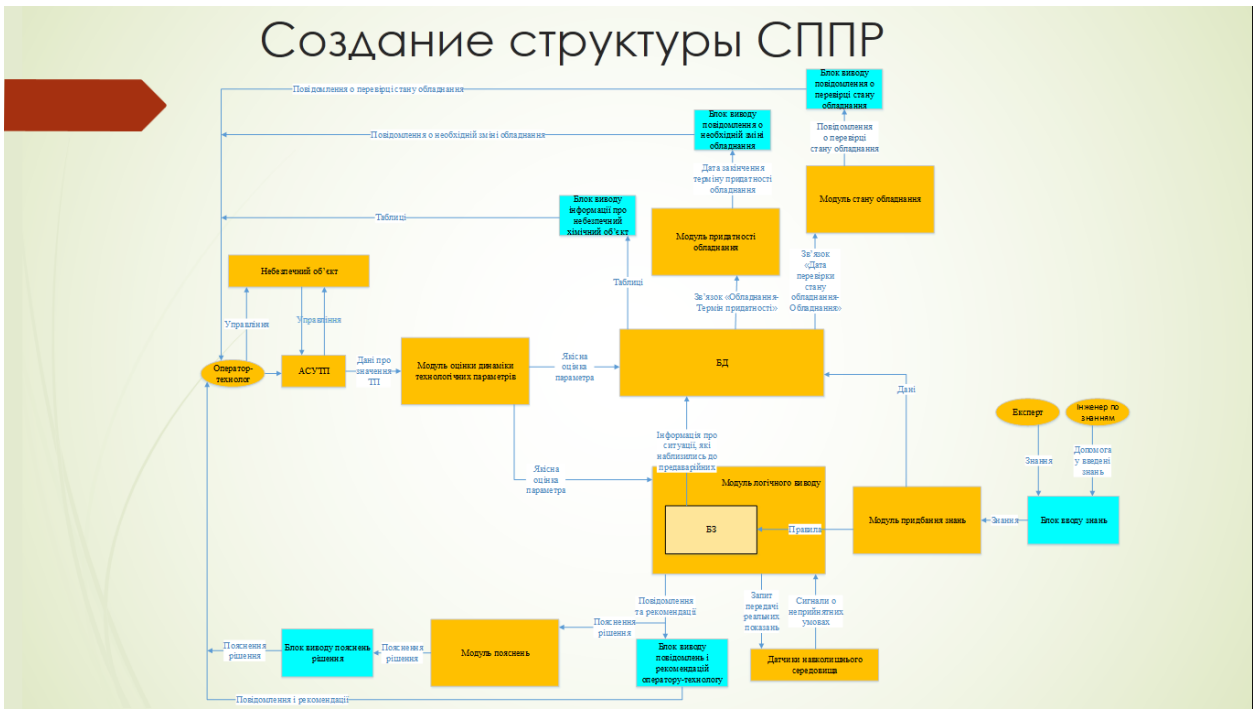 Создание структуры СППР
Блок виводу
повідомлення о
перевірці стану
обладнання
Повідомлення о перевірці стану обладнання
Блок виводу
повідомлення о
необхідній зміні
обладнання
Повідомлення о необхідній зміні обладнання
Повідомлення
о перевірці
стану обладнання
Дата закінчення
терміну придатності
обладнання
Модуль стану обладнання
Блок виводу
інформації про
небезпечний
хімічний об'єкт
Таблиці
Модуль придатності
обладнання
Небезпечний об'єкт
Зв'язок
«Дата
перевірки
стану
обладнання-
Обладнання»
Таблиці
Зв'язок «Обладнання-
Термін придатності»
Управління
Управління
Оператор-
технолог
АСУТП
Дані про
значення
ТП
Модуль оцінки динаміки
технологічних параметрів
Якісна
оцінка
параметра
БД
Дані
Експерт
Інженер по
знанням
Інформація про
ситуації, які
наблизились до
предаварійних
Знання
Допомога
у введені
знань
Якісна
оцінка
параметра
Модуль логічного виводу
БЗ
Правила
Модуль придбання знань
Знання
Блок вводу знань
Повідомлення
та рекомендації
Запит
передачі
реальних
показань
Сигнали о
неприйнятних
умовах
Пояснення
рішення
Пояснення
рішення
Блок виводу пояснень
рішення
Пояснення
рішення
Модуль пояснень
Блок виводу
повідомлень і
рекомендацій
оператору-технологу
Датчики навколишнього
середовища
Повідомлення і рекомендації